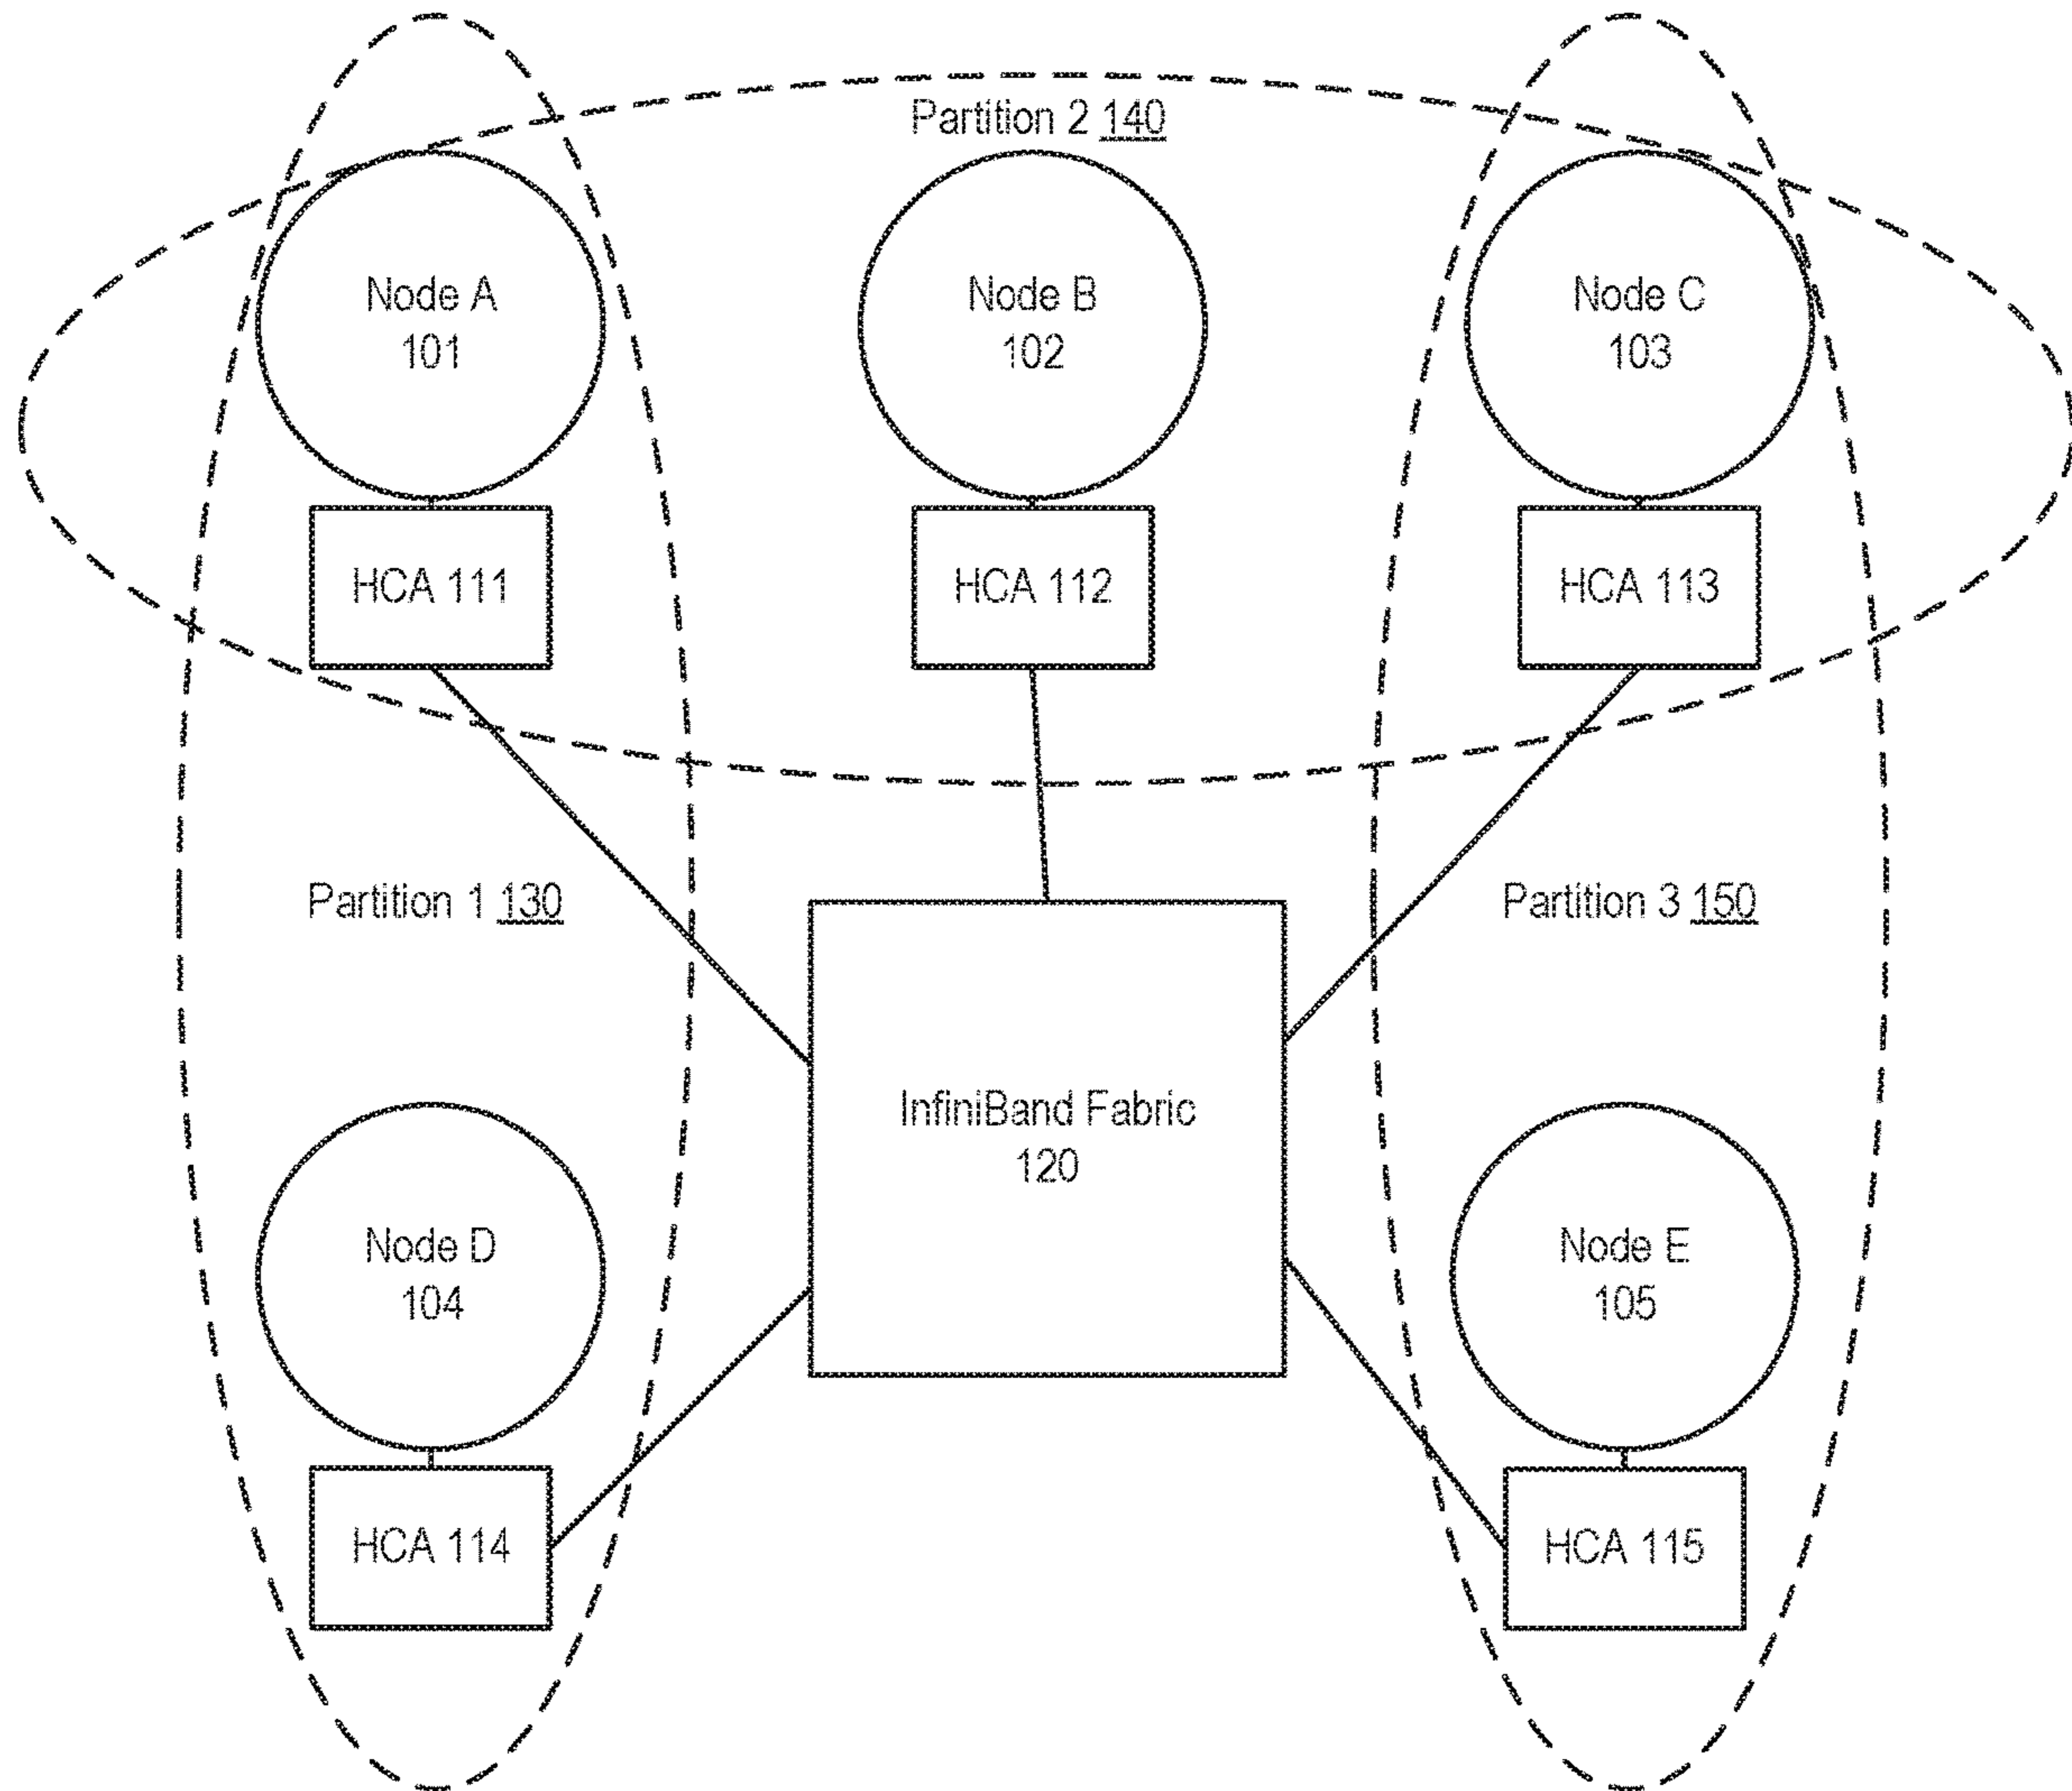 Partition 2 140
Node A
101
Node B
102
Node C
103
HCA 111
HCA 112
HCA 113
Partition 1 130
Partition 3 150
InfiniBand Fabric
120
Node D
104
Node E
105
HCA 114
HCA 115